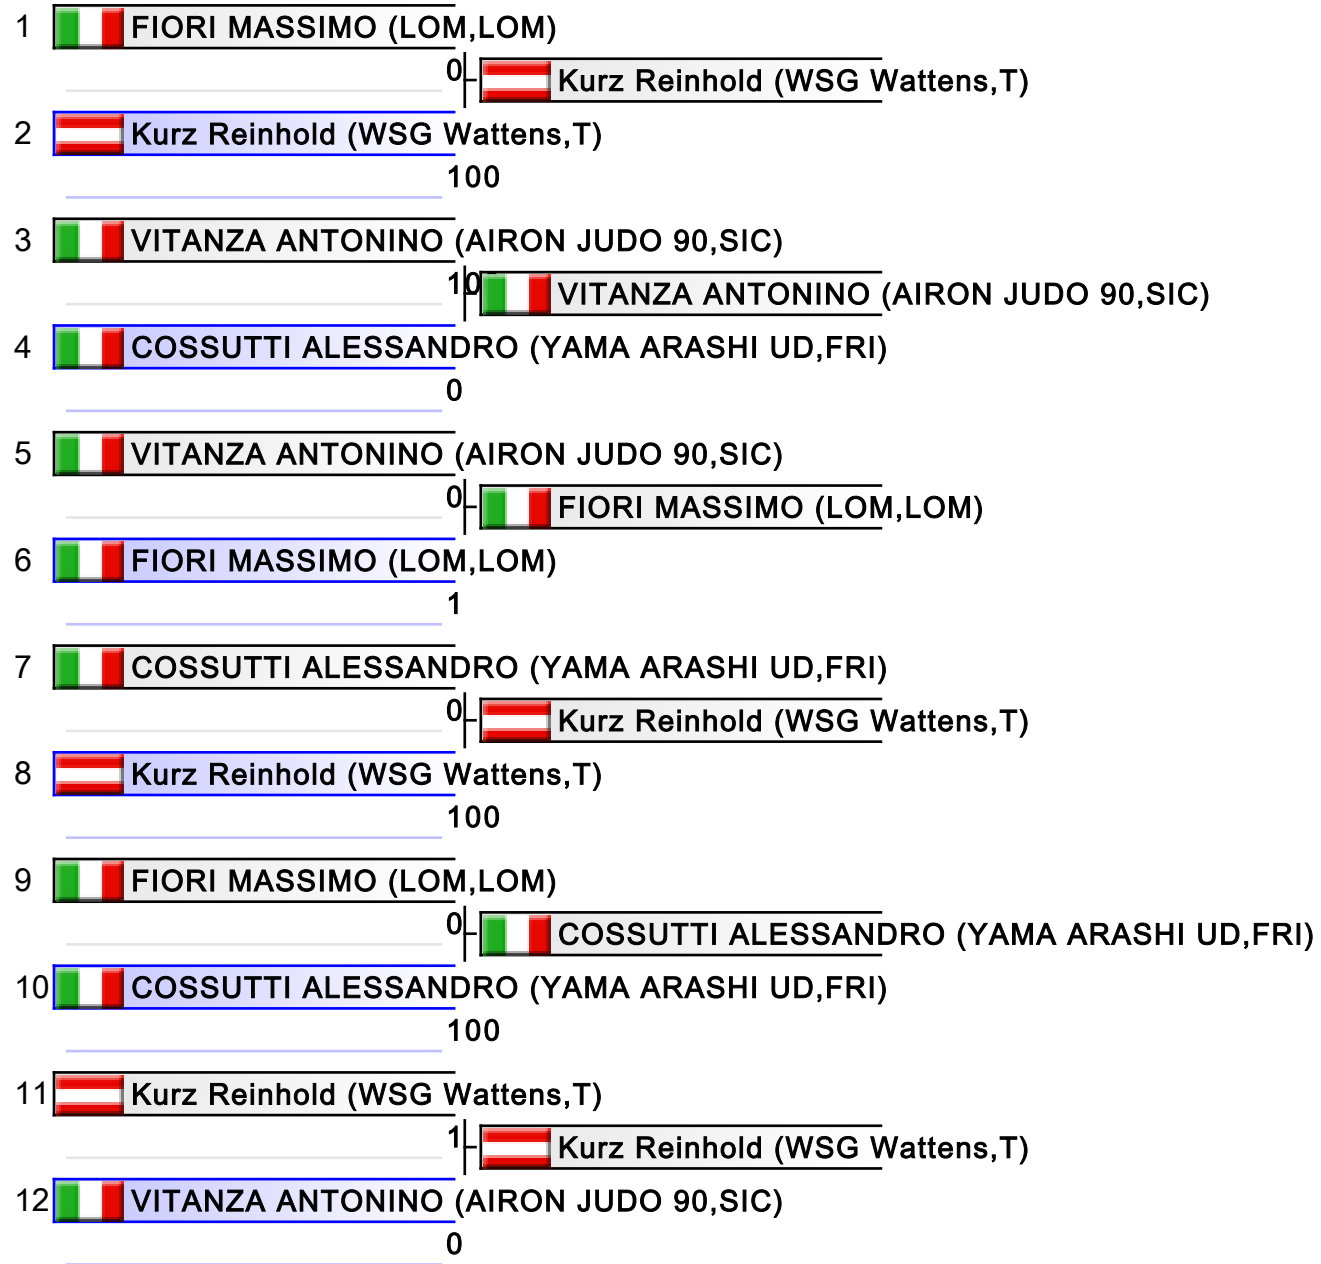 1 FIORI MASSIMO (LOM,LOM)
0 Kurz Reinhold (WSG Wattens,T)
2 Kurz Reinhold (WSG Wattens,T)
100
3 VITANZA ANTONINO (AIRON JUDO 90,SIC)
VITANZA ANTONINO (AIRON JUDO 90,SIC)
4 COSSUTTI ALESSANDRO (YAMA ARASHI UD,FRI)
0
5 VITANZA ANTONINO (AIRON JUDO 90,SIC)
0 FIORI MASSIMO (LOM,LOM)
6 FIORI MASSIMO (LOM,LOM)
1
7 COSSUTTI ALESSANDRO (YAMA ARASHI UD,FRI)
0 Kurz Reinhold (WSG Wattens,T)
8 Kurz Reinhold (WSG Wattens,T)
100
9 FIORI MASSIMO (LOM,LOM)
0 COSSUTTI ALESSANDRO (YAMA ARASHI UD,FRI)
10 COSSUTTI ALESSANDRO (YAMA ARASHI UD,FRI)
100
11 Kurz Reinhold (WSG Wattens,T)
1 Kurz Reinhold (WSG Wattens,T)
12 VITANZA ANTONINO (AIRON JUDO 90,SIC)
0